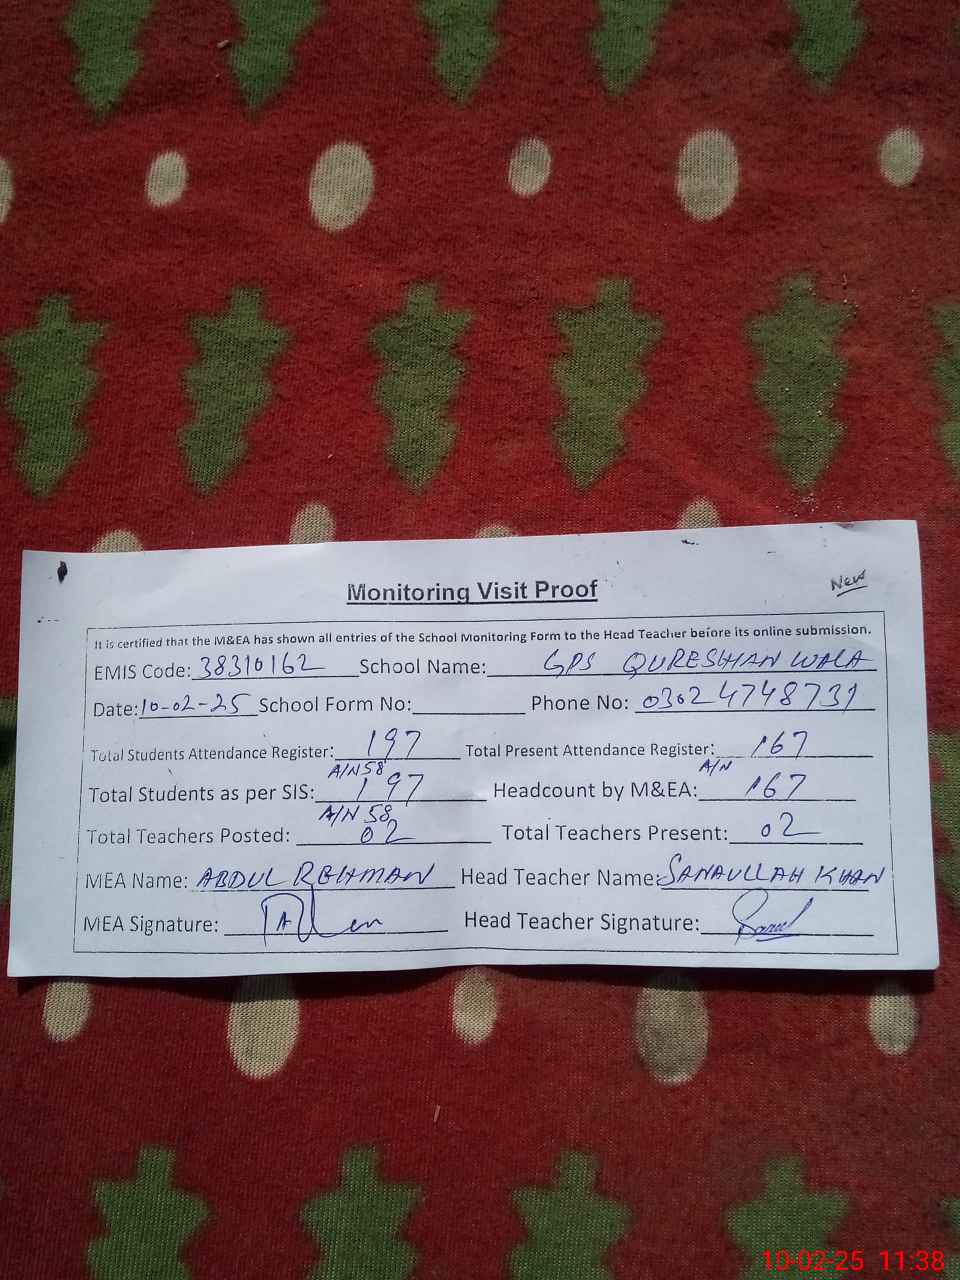 Monitoring Visit Proof
New
It is certified that the M&EA has shown all entries of the School Monitoring Form to the Head Teacher before its online submission.
EMIS Code: 38310162 School Name: GPS QURESHAN WALA
Date: 10-02-25 School Form No: Phone No: 03024748731
Total Students Attendance Register: 197 Total Present Attendance Register: 167
A/N 58 A/N
Total Students as per SIS: 197 Headcount by M&EA: 167
A/N 58
Total Teachers Posted: 02 Total Teachers Present: 02
MEA Name: ABDUL REHMAN Head Teacher Name: SANAULLAH KHAN
MEA Signature: Head Teacher Signature:
10-02-25 11:38